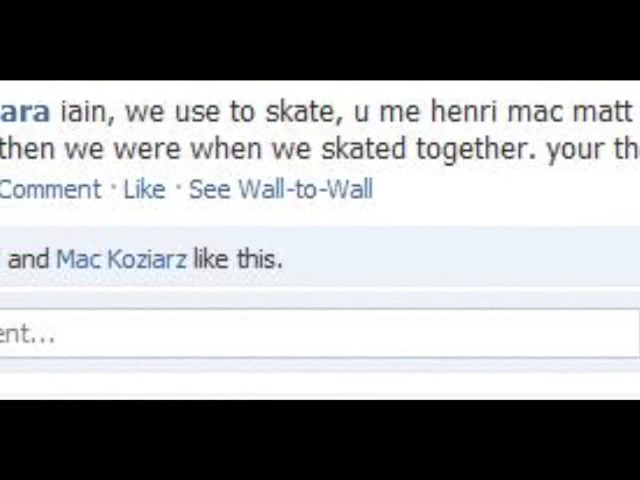 ara iain, we use to skate, u me henri mac matt
then we were when we skated together. your th
Comment · Like · See Wall-to-Wall
and Mac Koziarz like this.
ent...